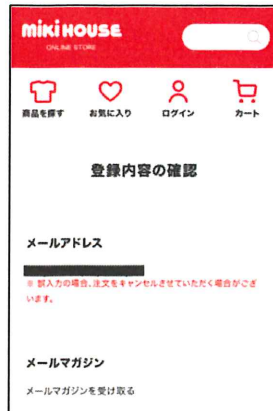 miki HOUSE
ONLINE STORE
商品を探す
お気に入り
ログイン
カート
登録内容の確認
メールアドレス
※ 誤入力の場合、注文をキャンセルさせていただく場合がござ
います。
メールマガジン
メールマガジンを受け取る